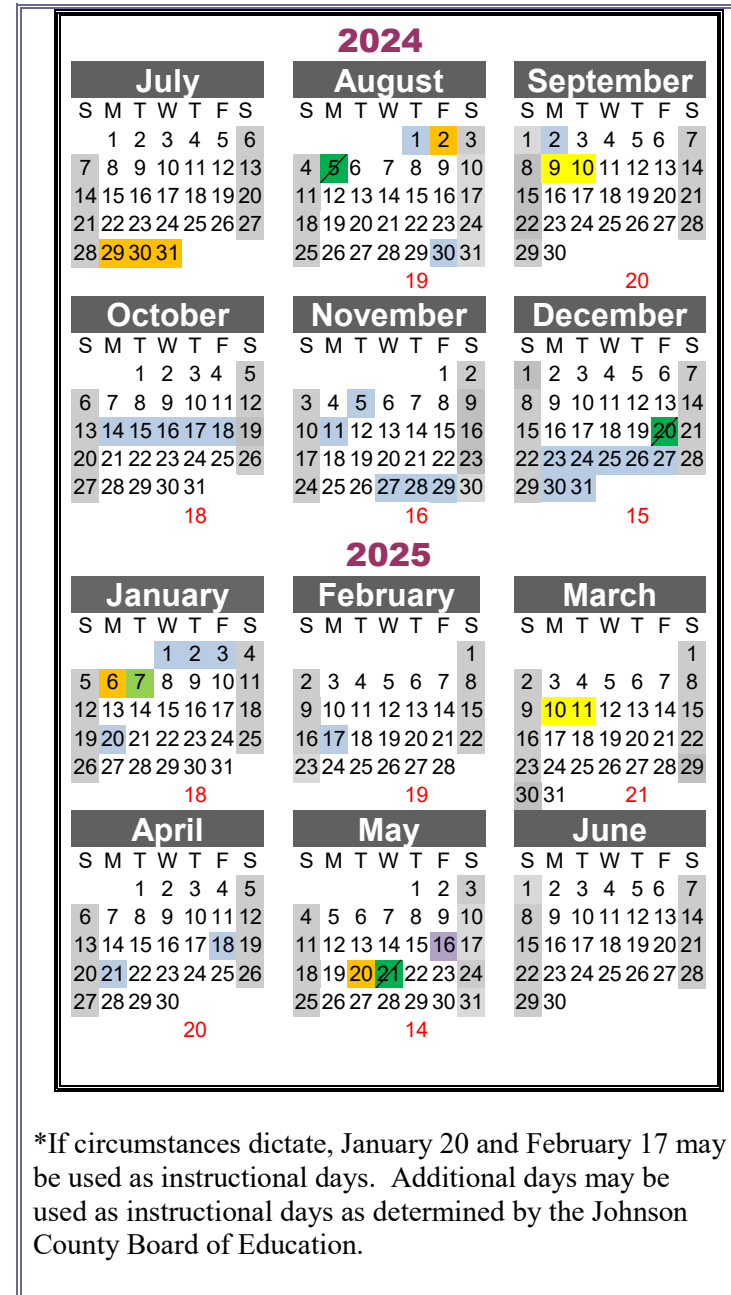 2024
July August September
S M T W T F S S M T W T F S S M T W T F S
1 2 3 4 5 6 1 2 3 1 2 3 4 5 6 7
7 8 9 10 11 12 13 4 5 6 7 8 9 10 8 9 10 11 12 13 14
14 15 16 17 18 19 20 11 12 13 14 15 16 17 15 16 17 18 19 20 21
21 22 23 24 25 26 27 18 19 20 21 22 23 24 22 23 24 25 26 27 28
28 29 30 31 25 26 27 28 29 30 31 29 30
19 20
October November December
S M T W T F S S M T W T F S S M T W T F S
1 2 3 4 5 1 2 1 2 3 4 5 6 7
6 7 8 9 10 11 12 3 4 5 6 7 8 9 8 9 10 11 12 13 14
13 14 15 16 17 18 19 10 11 12 13 14 15 16 15 16 17 18 19 20 21
20 21 22 23 24 25 26 17 18 19 20 21 22 23 22 23 24 25 26 27 28
27 28 29 30 31 24 25 26 27 28 29 30 29 30 31
18 16 15
2025
January February March
S M T W T F S S M T W T F S S M T W T F S
1 2 3 4 1 1
5 6 7 8 9 10 11 2 3 4 5 6 7 8 2 3 4 5 6 7 8
12 13 14 15 16 17 18 9 10 11 12 13 14 15 9 10 11 12 13 14 15
19 20 21 22 23 24 25 16 17 18 19 20 21 22 16 17 18 19 20 21 22
26 27 28 29 30 31 23 24 25 26 27 28 23 24 25 26 27 28 29
18 19 30 31 21
April May June
S M T W T F S S M T W T F S S M T W T F S
1 2 3 4 5 1 2 3 1 2 3 4 5 6 7
6 7 8 9 10 11 12 4 5 6 7 8 9 10 8 9 10 11 12 13 14
13 14 15 16 17 18 19 11 12 13 14 15 16 17 15 16 17 18 19 20 21
20 21 22 23 24 25 26 18 19 20 21 22 23 24 22 23 24 25 26 27 28
27 28 29 30 25 26 27 28 29 30 31 29 30
20 14
*If circumstances dictate, January 20 and February 17 may
be used as instructional days. Additional days may be
used as instructional days as determined by the Johnson
County Board of Education.